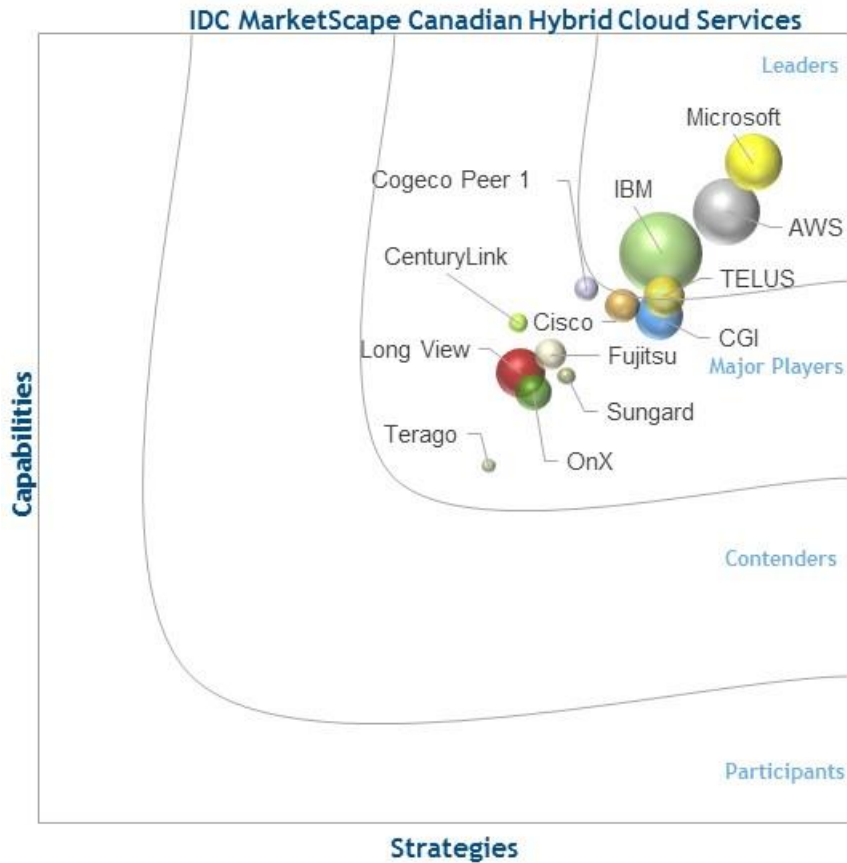 IDC MarketScape Canadian Hybrid Cloud Services
Leaders
Microsoft
Cogeco Peer 1
IBM
AWS
CenturyLink
TELUS
Cisco
CGI
Long View
Fujitsu
Major Players
Sungard
Terago
OnX
Capabilities
Contenders
Participants
Strategies